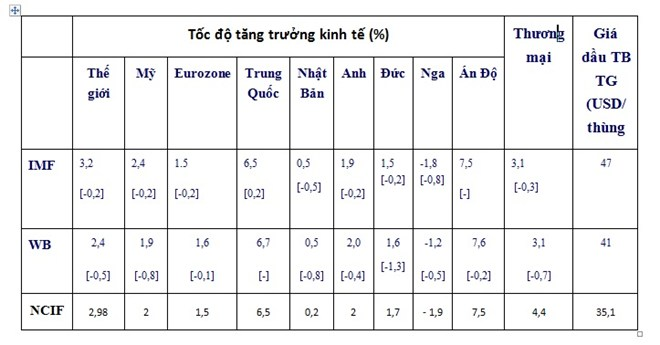 Tốc độ tăng trưởng kinh tế (%) Thương mại Giá dầu TB TG (USD/ thùng
Thế giới Mỹ Eurozone Trung Quốc Nhật Bản Anh Đức Nga Ấn Độ
IMF 3,2 2,4 1.5 6,5 0,5 1,9 1,5 -1,8 7,5 3,1 47
[-0,2] [-0,2] [-0,2] [0,2] [-0,5] [-0,2] [-0,2] [-0,8] [-] [-0,3]
WB 2,4 1,9 1,6 6,7 0,5 2,0 1,6 -1,2 7,6 3,1 41
[-0,5] [-0,8] [-0,1] [-] [-0,8] [-0,4] [-1,3] [-0,5] [-0,2] [-0,7]
NCIF 2,98 2 1,5 6,5 0,2 2 1,7 - 1,9 7,5 4,4 35,1